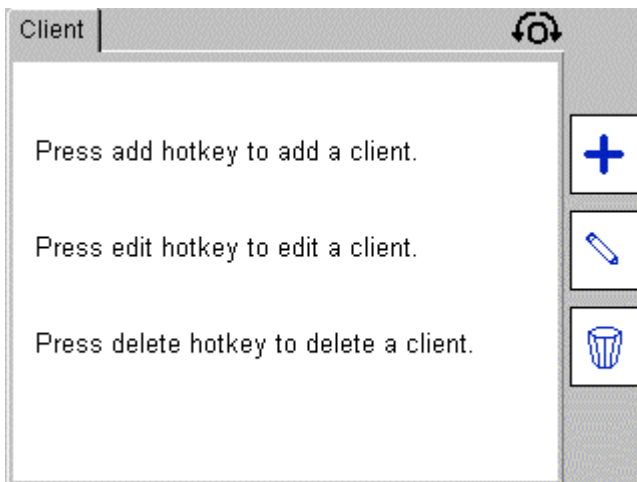 Client
Press add hotkey to add a client.
Press edit hotkey to edit a client.
Press delete hotkey to delete a client.